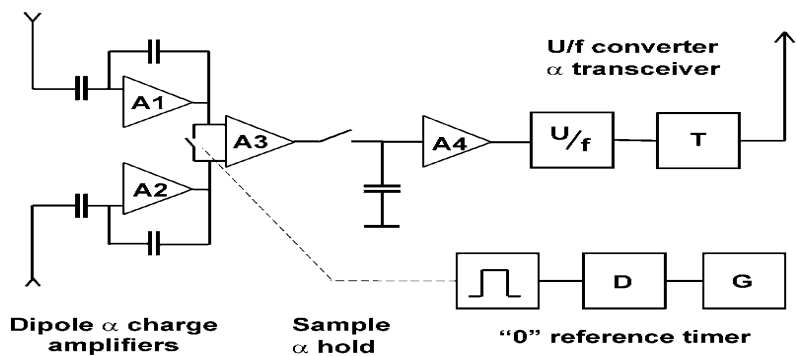 U/f converter
α transceiver
A1
A2
A3
A4
U/f
T
D
G
Dipole α charge
amplifiers
Sample
α hold
“0” reference timer